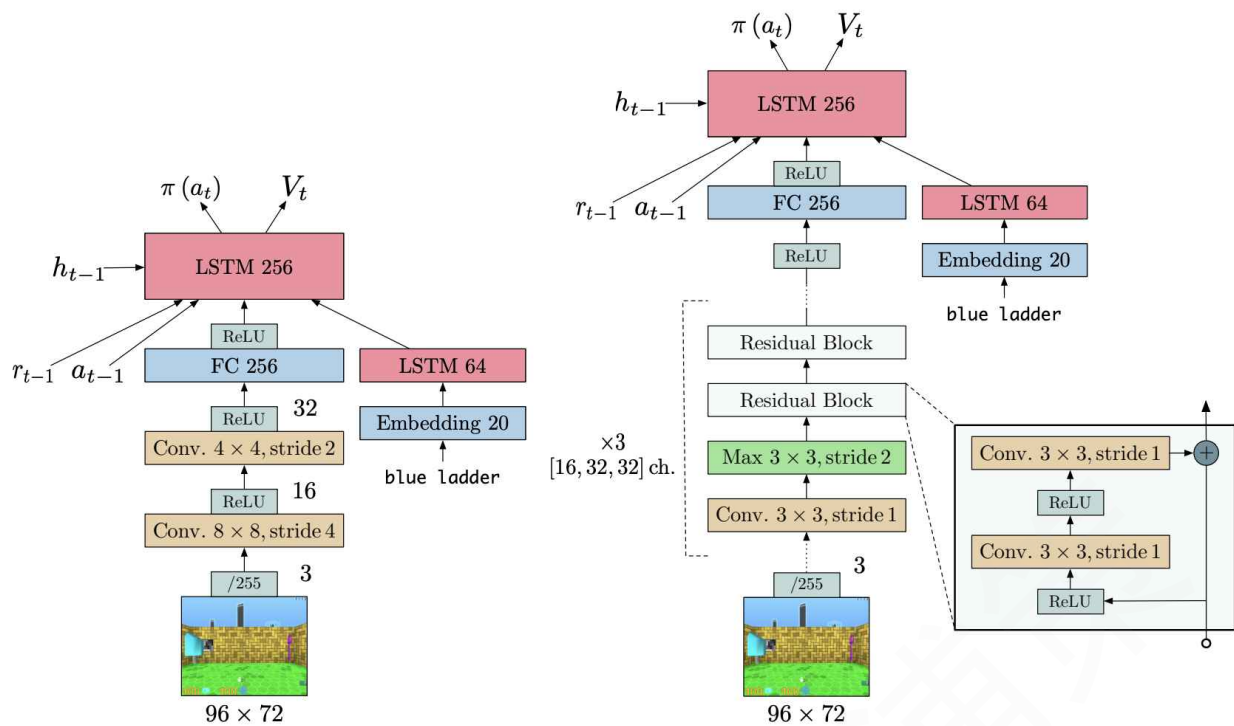 π (a_t) V_t
h_{t−1}
LSTM 256
r_{t−1} a_{t−1}
ReLU
FC 256
LSTM 64
32
ReLU
Embedding 20
Conv. 4 × 4, stride 2
blue ladder
16
ReLU
Conv. 8 × 8, stride 4
3
/255
96 × 72
π (a_t) V_t
h_{t−1}
LSTM 256
ReLU
r_{t−1} a_{t−1}
FC 256
LSTM 64
ReLU
Embedding 20
blue ladder
Residual Block
Residual Block
×3
[16, 32, 32] ch.
Max 3 × 3, stride 2
Conv. 3 × 3, stride 1
3
/255
96 × 72
Conv. 3 × 3, stride 1
+
ReLU
Conv. 3 × 3, stride 1
ReLU